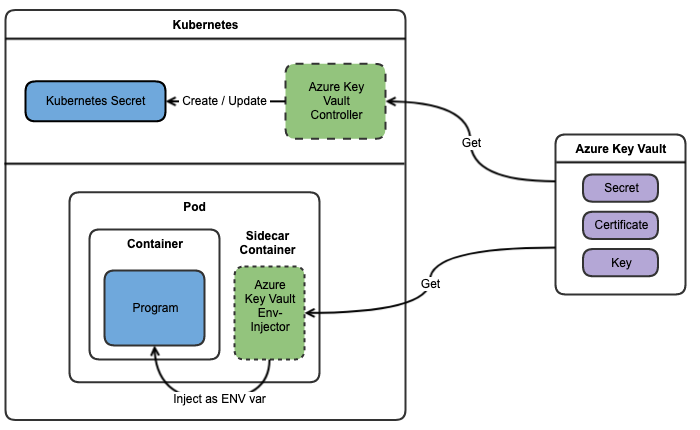 Kubernetes
Kubernetes Secret
Create / Update
Azure Key
Vault
Controller
Get
Azure Key Vault
Secret
Certificate
Key
Pod
Container
Sidecar
Container
Program
Azure
Key Vault
Env-
Injector
Get
Inject as ENV var